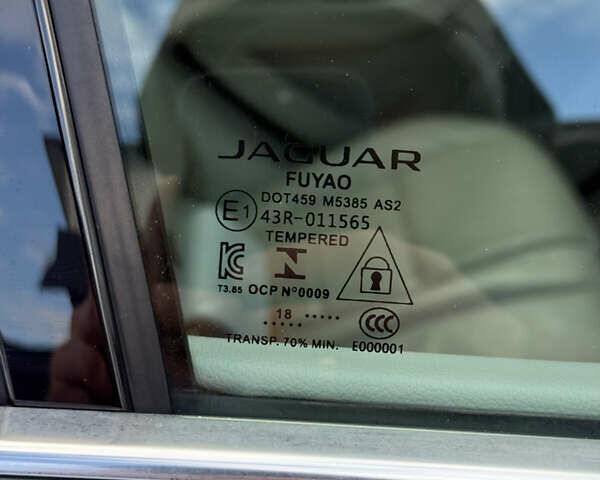 JAGUAR
FUYAO
DOT459 M5385 AS2
E1 43R-011565
TEMPERED
KC
T3,85 OCP N°0009
18 .....
.....
CCC
TRANSP. 70% MIN. E000001